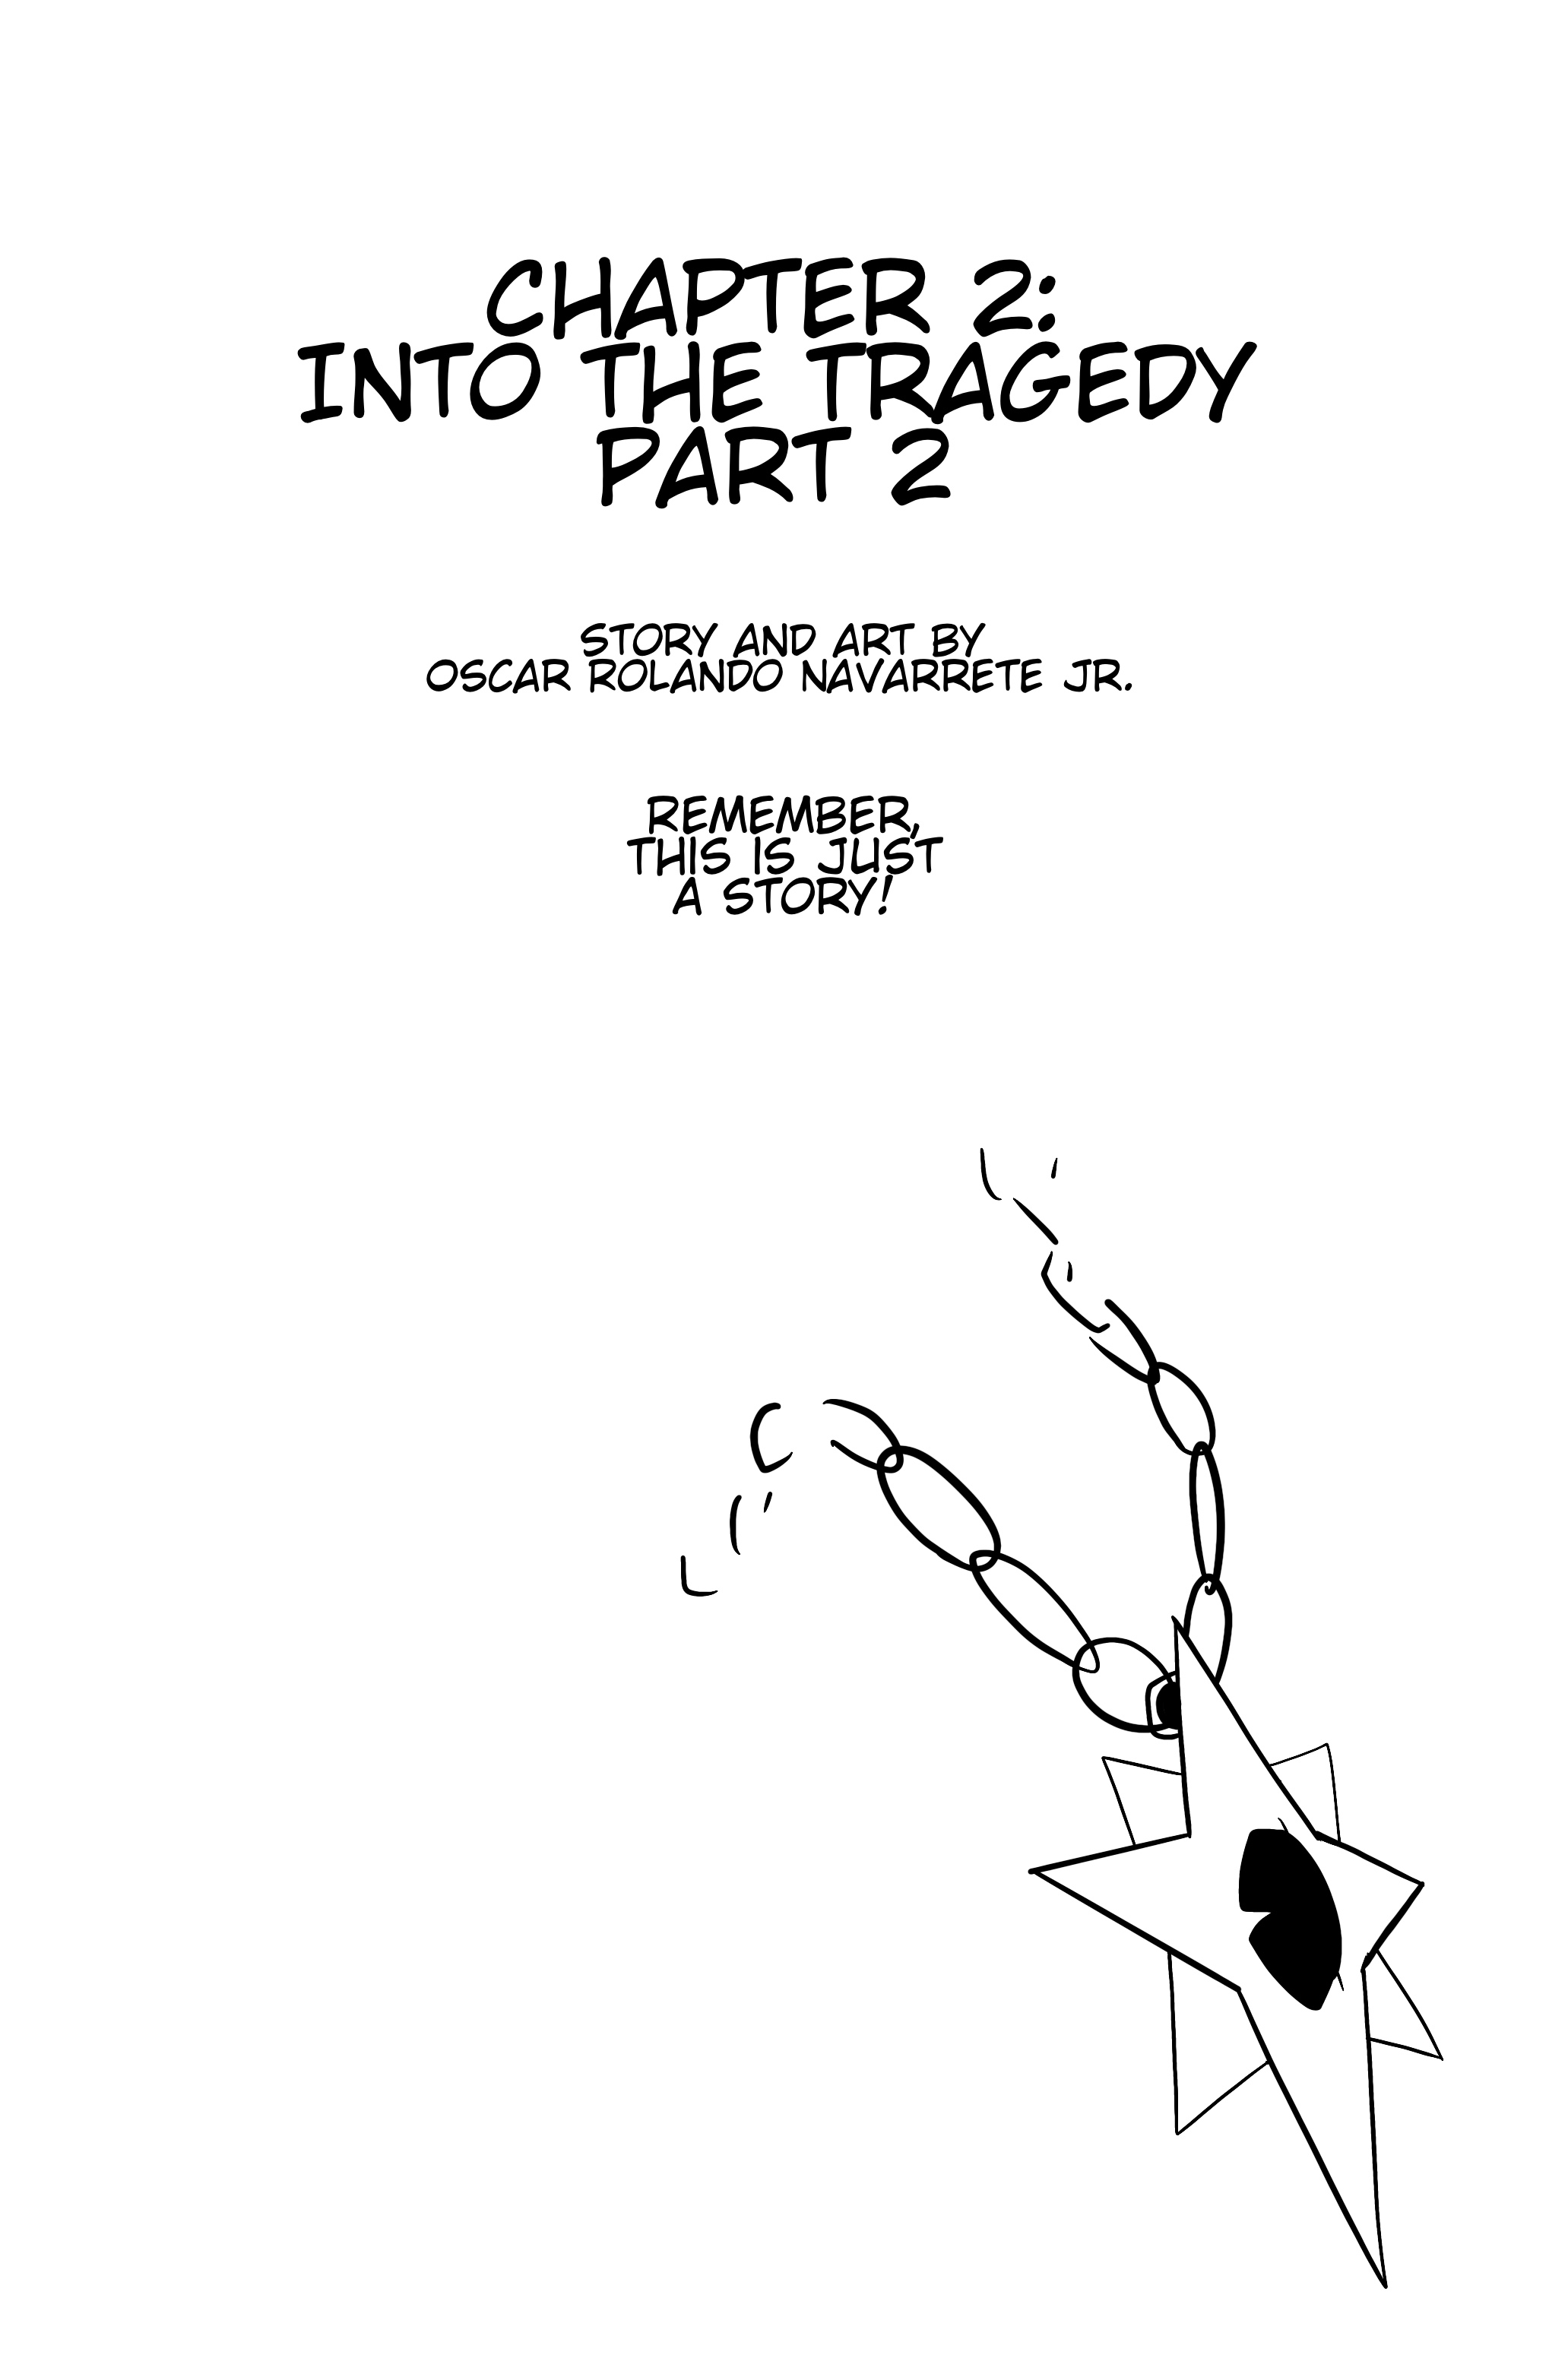 CHAPTER 2:
INTO THE TRAGEDY
PART 2
STORY AND ART BY
OSCAR ROLANDO NAVARRETE JR.
REMEMBER,
THIS IS JUST
A STORY!